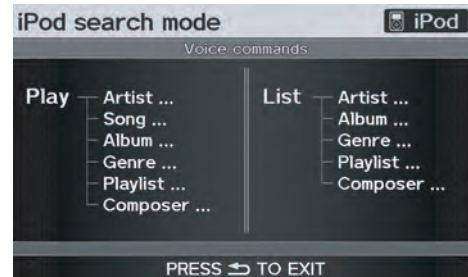 iPod search mode
iPod
Voice commands
Play
Artist ...
Song ...
Album ...
Genre ...
Playlist ...
Composer ...
List
Artist ...
Album ...
Genre ...
Playlist ...
Composer ...
PRESS TO EXIT